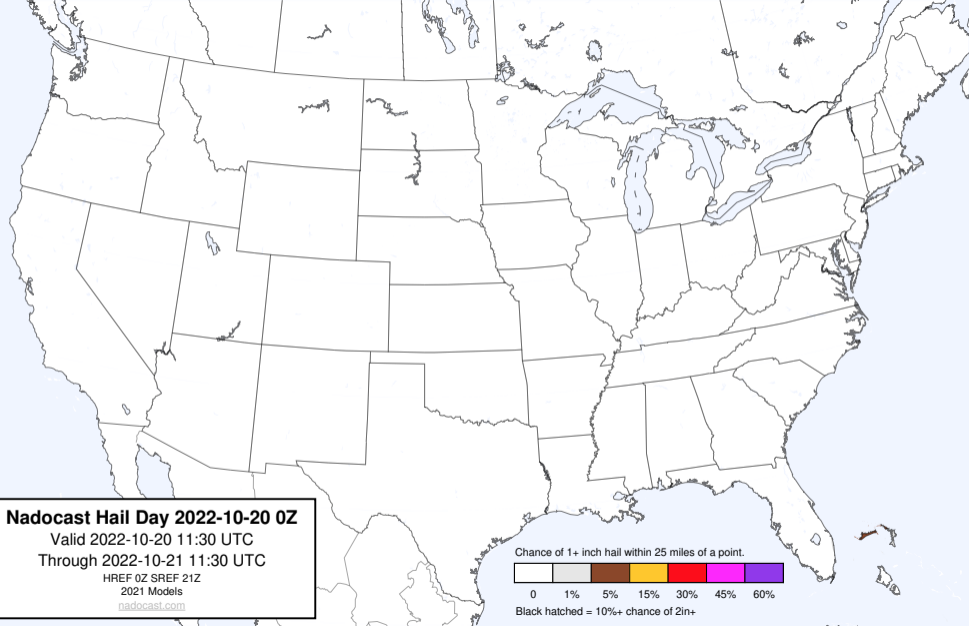 Nadocast Hail Day 2022-10-20 0Z
Valid 2022-10-20 11:30 UTC
Through 2022-10-21 11:30 UTC
HREF 0Z SREF 21Z
2021 Models
nadocast.com
Chance of 1+ inch hail within 25 miles of a point.
0 1% 5% 15% 30% 45% 60%
Black hatched = 10%+ chance of 2in+